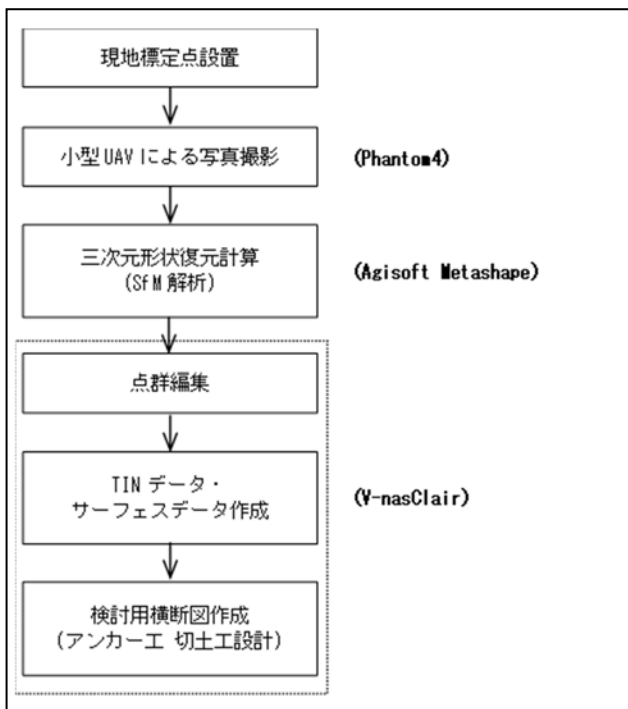 現地標定点設置
小型UAVによる写真撮影
(Phantom4)
三次元形状復元計算
(SfM解析)
(Agisoft Metashape)
点群編集
TINデータ・
サーフェスデータ作成
(V-nasClair)
検討用横断図作成
(アンカー工 切土工設計)